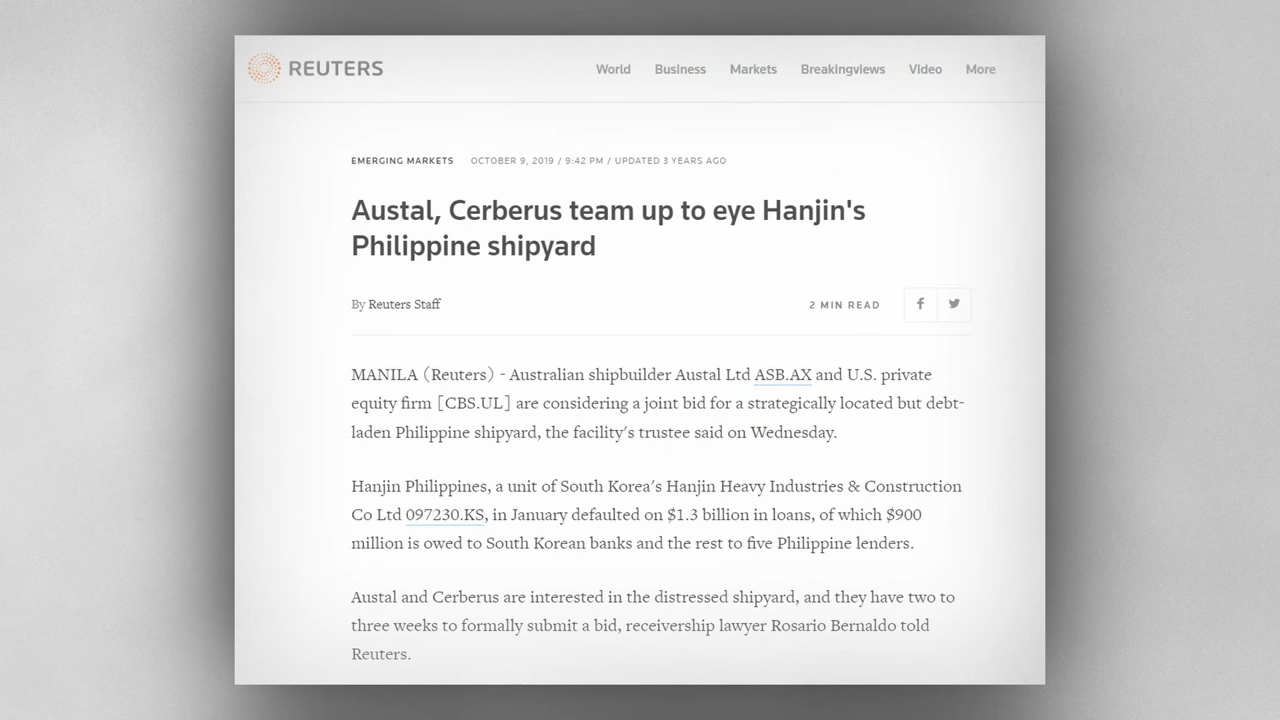 REUTERS
World Business Markets Breakingviews Video More
EMERGING MARKETS OCTOBER 9, 2019 / 9:42 PM / UPDATED 3 YEARS AGO
Austal, Cerberus team up to eye Hanjin's
Philippine shipyard
By Reuters Staff
2 MIN READ
MANILA (Reuters) - Australian shipbuilder Austal Ltd ASB.AX and U.S. private
equity firm [CBS.UL] are considering a joint bid for a strategically located but debt-
laden Philippine shipyard, the facility's trustee said on Wednesday.
Hanjin Philippines, a unit of South Korea's Hanjin Heavy Industries & Construction
Co Ltd 097230.KS, in January defaulted on $1.3 billion in loans, of which $900
million is owed to South Korean banks and the rest to five Philippine lenders.
Austal and Cerberus are interested in the distressed shipyard, and they have two to
three weeks to formally submit a bid, receivership lawyer Rosario Bernaldo told
Reuters.